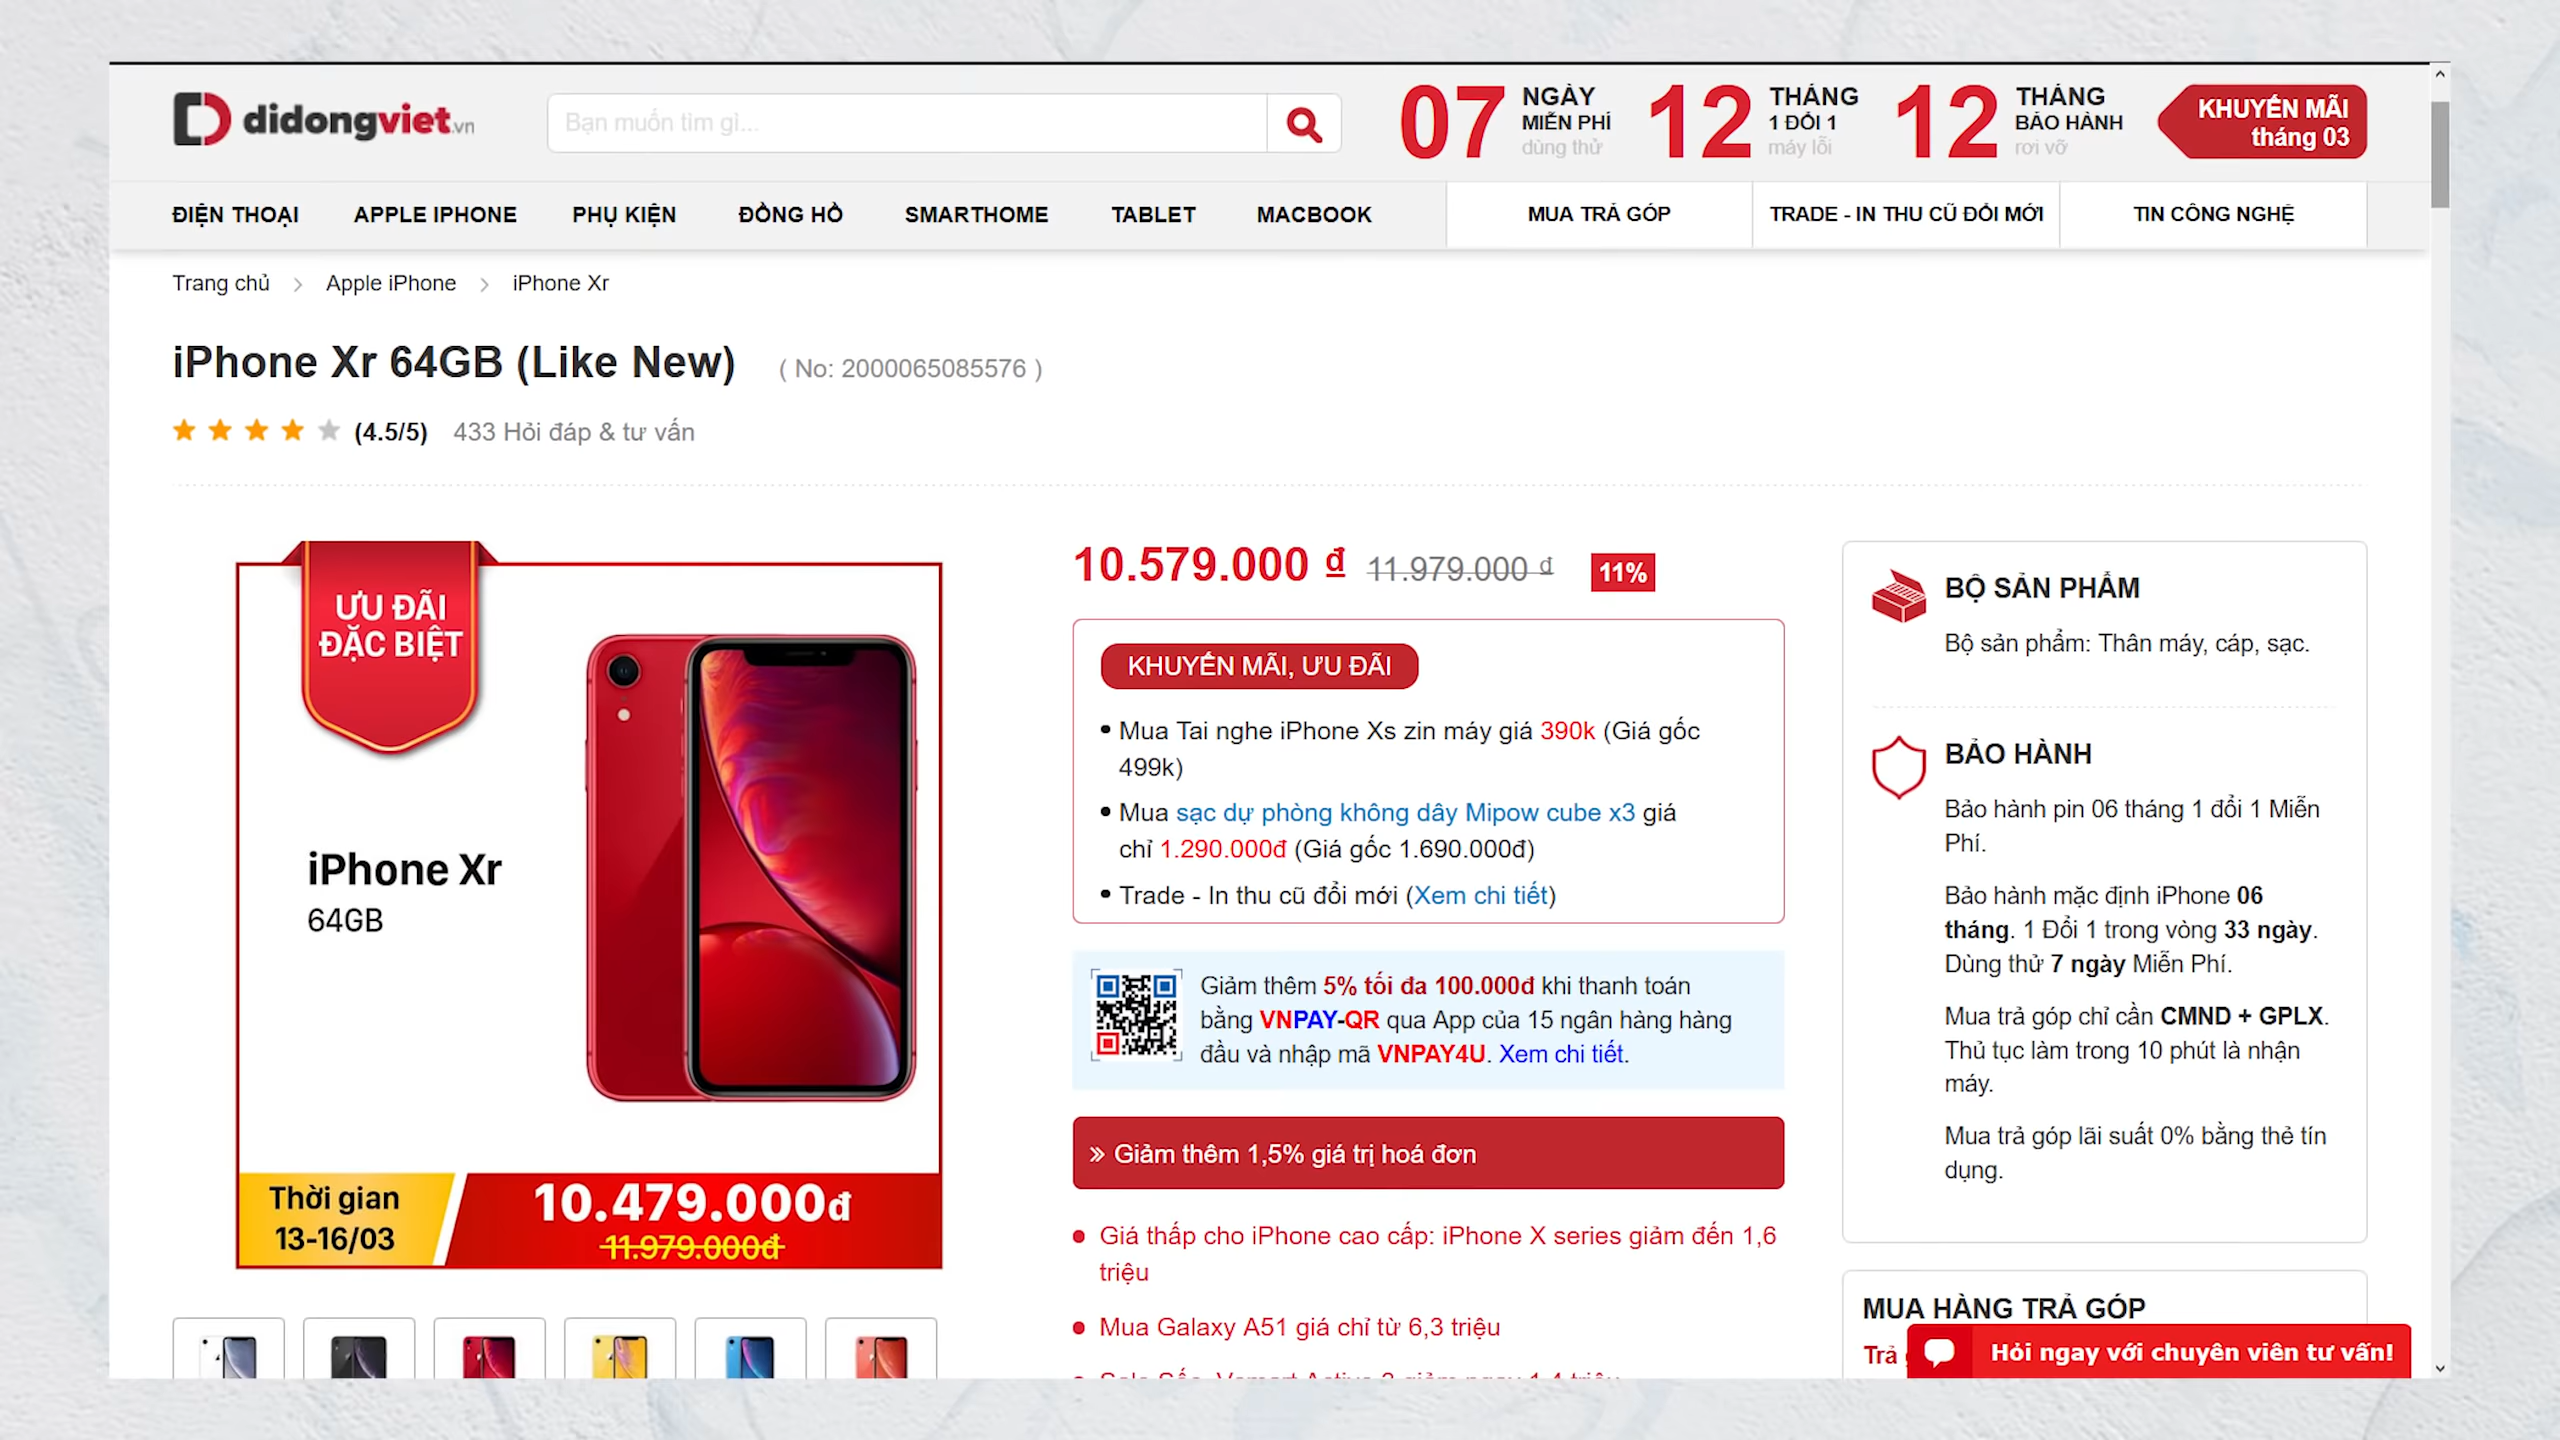 didongviet.vn
Bạn muốn tìm gì...
07 NGÀY
MIỄN PHÍ
dùng thử
12 THÁNG
1 ĐỔI 1
máy lỗi
12 THÁNG
BẢO HÀNH
rơi vỡ
KHUYẾN MÃI
tháng 03
ĐIỆN THOẠI APPLE IPHONE PHỤ KIỆN ĐỒNG HỒ SMARTHOME TABLET MACBOOK MUA TRẢ GÓP TRADE - IN THU CŨ ĐỔI MỚI TIN CÔNG NGHỆ
Trang chủ Apple iPhone iPhone Xr
iPhone Xr 64GB (Like New) ( No: 2000065085576 )
(4.5/5) 433 Hỏi đáp & tư vấn
ƯU ĐÃI
ĐẶC BIỆT
iPhone Xr
64GB
Thời gian
13-16/03
10.479.000đ
11.979.000đ
10.579.000 đ 11.979.000 đ 11%
KHUYẾN MÃI, ƯU ĐÃI
Mua Tai nghe iPhone Xs zin máy giá 390k (Giá gốc
499k)
Mua sạc dự phòng không dây Mipow cube x3 giá
chỉ 1.290.000đ (Giá gốc 1.690.000đ)
Trade - In thu cũ đổi mới (Xem chi tiết)
Giảm thêm 5% tối đa 100.000đ khi thanh toán
bằng VNPAY-QR qua App của 15 ngân hàng hàng
đầu và nhập mã VNPAY4U. Xem chi tiết.
» Giảm thêm 1,5% giá trị hoá đơn
Giá thấp cho iPhone cao cấp: iPhone X series giảm đến 1,6
triệu
Mua Galaxy A51 giá chỉ từ 6,3 triệu
BỘ SẢN PHẨM
Bộ sản phẩm: Thân máy, cáp, sạc.
BẢO HÀNH
Bảo hành pin 06 tháng 1 đổi 1 Miễn
Phí.
Bảo hành mặc định iPhone 06
tháng. 1 Đổi 1 trong vòng 33 ngày.
Dùng thử 7 ngày Miễn Phí.
Mua trả góp chỉ cần CMND + GPLX.
Thủ tục làm trong 10 phút là nhận
máy.
Mua trả góp lãi suất 0% bằng thẻ tín
dụng.
MUA HÀNG TRẢ GÓP
Trả
Hỏi ngay với chuyên viên tư vấn!